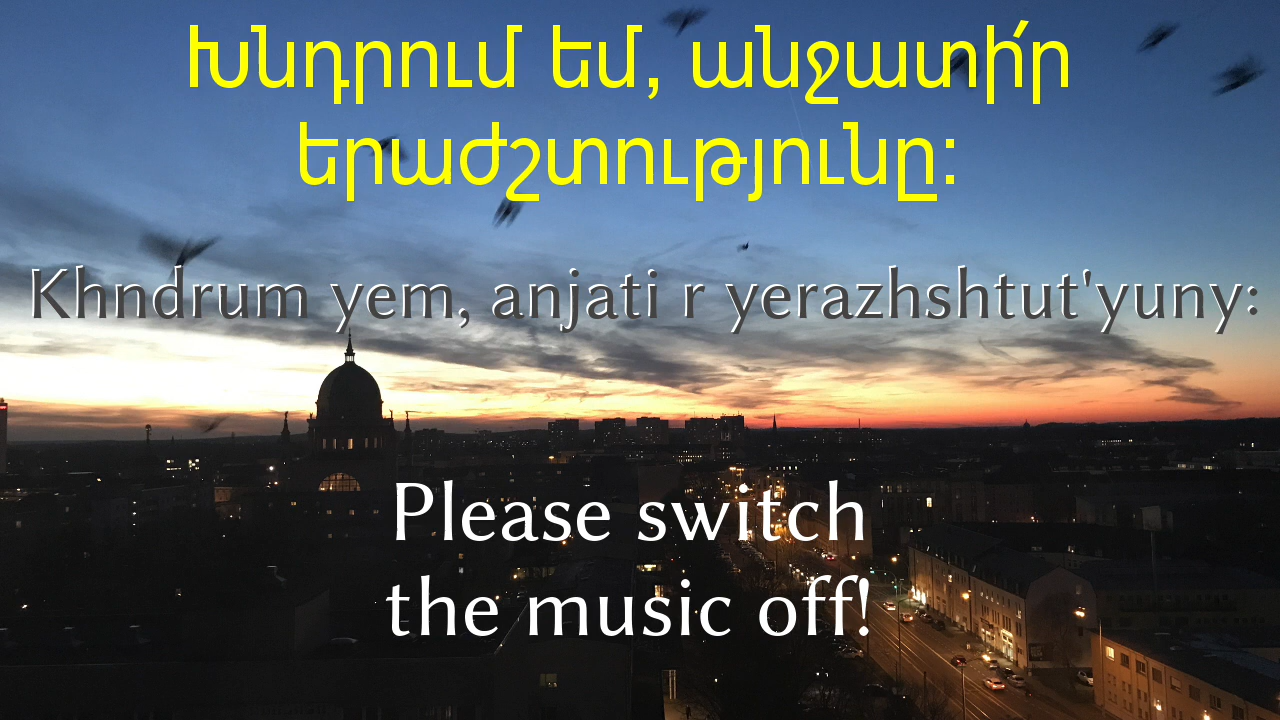 Խնդրում եմ, անջատի՛ր
երաժշտությունը:
Khndrum yem, anjati r yerazhshtut'yuny:
Please switch
the music off!